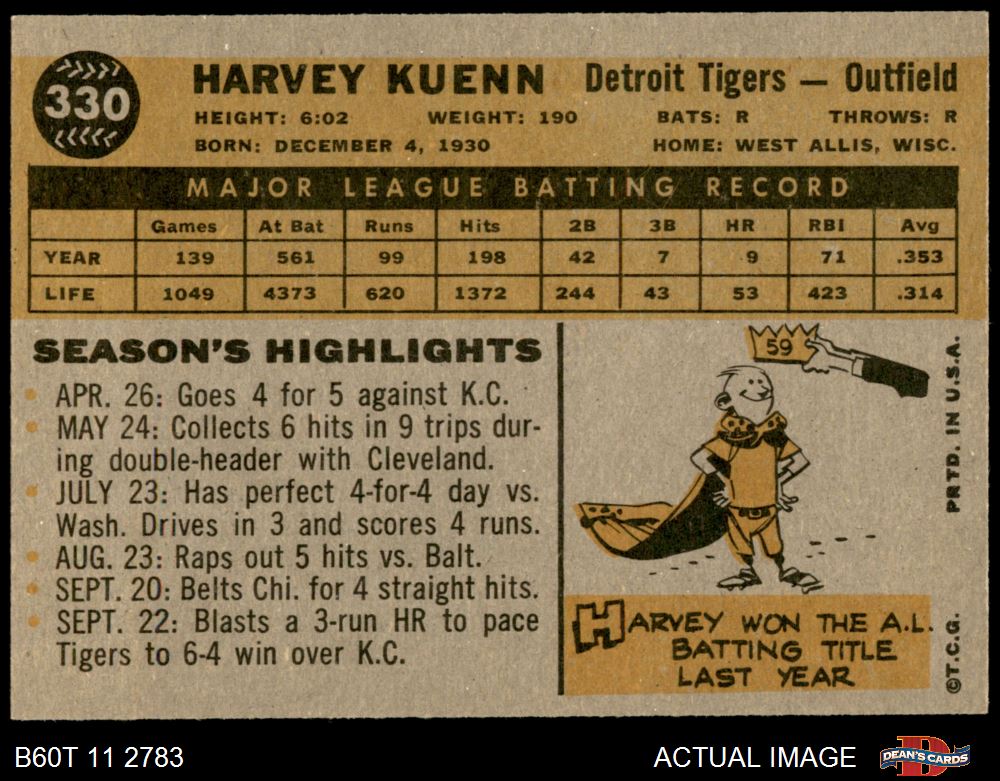 330
HARVEY KUENN Detroit Tigers — Outfield
HEIGHT: 6:02 WEIGHT: 190 BATS: R THROWS: R
BORN: DECEMBER 4, 1930 HOME: WEST ALLIS, WISC.
MAJOR LEAGUE BATTING RECORD
Games At Bat Runs Hits 2B 3B HR RBI Avg
YEAR 139 561 99 198 42 7 9 71 .353
LIFE 1049 4373 620 1372 244 43 53 423 .314
SEASON'S HIGHLIGHTS
• APR. 26: Goes 4 for 5 against K.C.
• MAY 24: Collects 6 hits in 9 trips dur-
ing double-header with Cleveland.
• JULY 23: Has perfect 4-for-4 day vs.
Wash. Drives in 3 and scores 4 runs.
• AUG. 23: Raps out 5 hits vs. Balt.
• SEPT. 20: Belts Chi. for 4 straight hits.
• SEPT. 22: Blasts a 3-run HR to pace
Tigers to 6-4 win over K.C.
59
HARVEY WON THE A.L.
BATTING TITLE
LAST YEAR
©T.C.G. PRTD. IN U.S.A.
B60T 11 2783 ACTUAL IMAGE DEAN'S CARDS